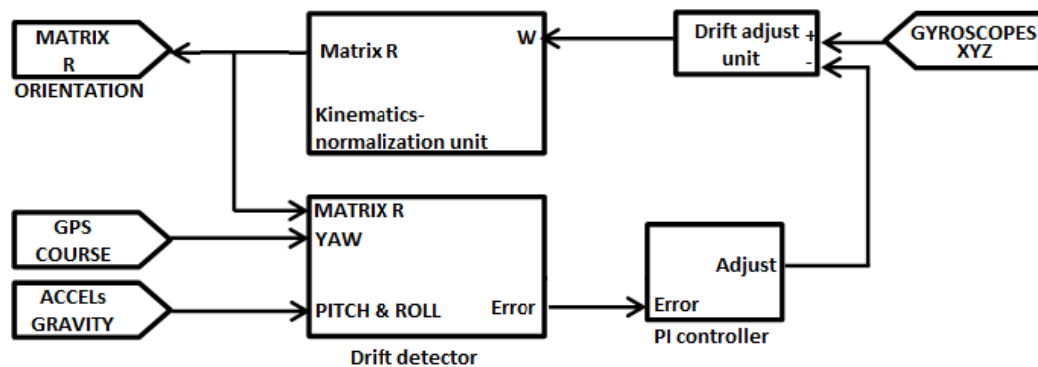 MATRIX
R
ORIENTATION
Matrix R
W
Kinematics-
normalization unit
Drift adjust +
unit -
GYROSCOPES
XYZ
GPS
COURSE
ACCELs
GRAVITY
MATRIX R
YAW
PITCH & ROLL
Error
Drift detector
Adjust
Error
PI controller